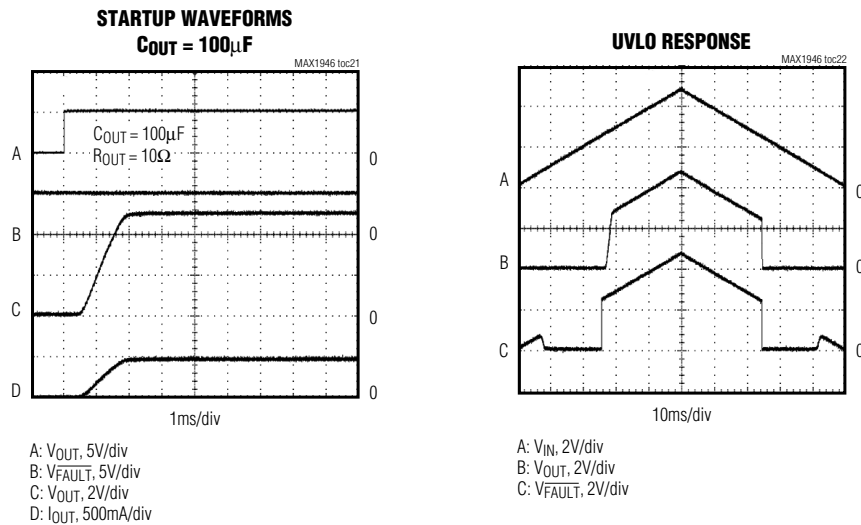 STARTUP WAVEFORMS
COUT = 100μF
MAX1946 toc21
COUT = 100μF
ROUT = 10Ω
A
0
B
0
C
0
D
0
1ms/div
A: VOUT, 5V/div
B: VFAULT, 5V/div
C: VOUT, 2V/div
D: IOUT, 500mA/div
UVLO RESPONSE
MAX1946 toc22
A
0
B
0
C
0
10ms/div
A: VIN, 2V/div
B: VOUT, 2V/div
C: VFAULT, 2V/div